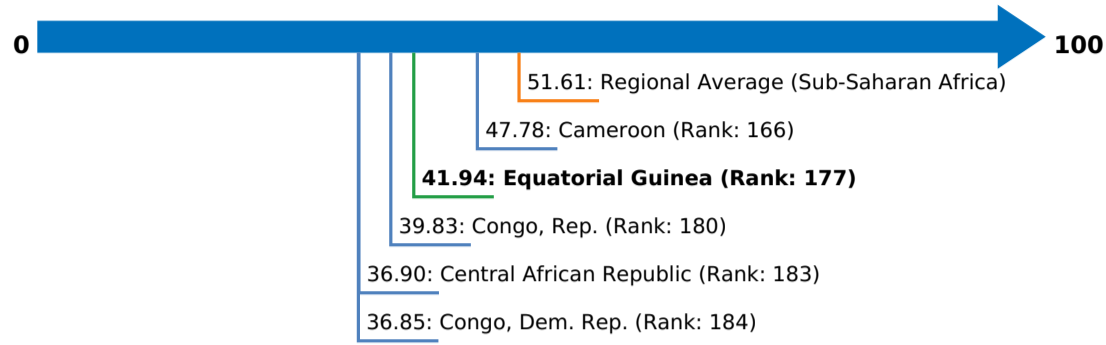 0
100
51.61: Regional Average (Sub-Saharan Africa)
47.78: Cameroon (Rank: 166)
41.94: Equatorial Guinea (Rank: 177)
39.83: Congo, Rep. (Rank: 180)
36.90: Central African Republic (Rank: 183)
36.85: Congo, Dem. Rep. (Rank: 184)